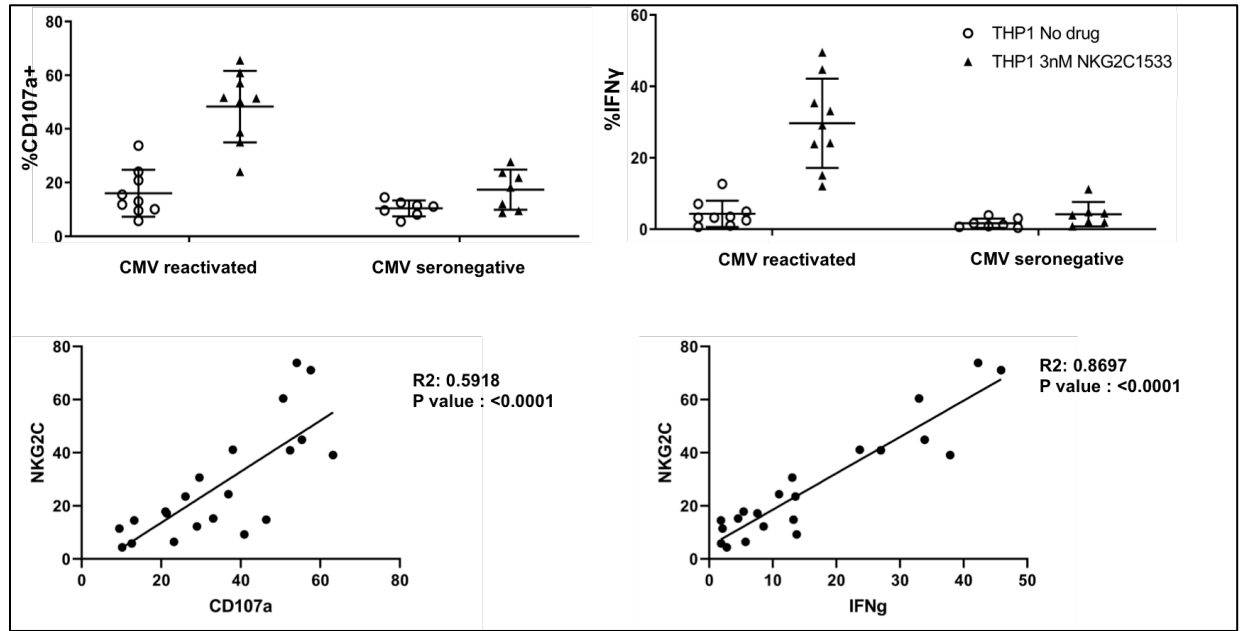 80
60
40
20
0
%CD107a+
CMV reactivated
CMV seronegative
60
40
20
0
%IFNγ
THP1 No drug
THP1 3nM NKG2C1533
CMV reactivated
CMV seronegative
80
60
40
20
0
NKG2C
R2: 0.5918
P value : <0.0001
0 20 40 60 80
CD107a
80
60
40
20
0
NKG2C
R2: 0.8697
P value : <0.0001
0 10 20 30 40 50
IFNg